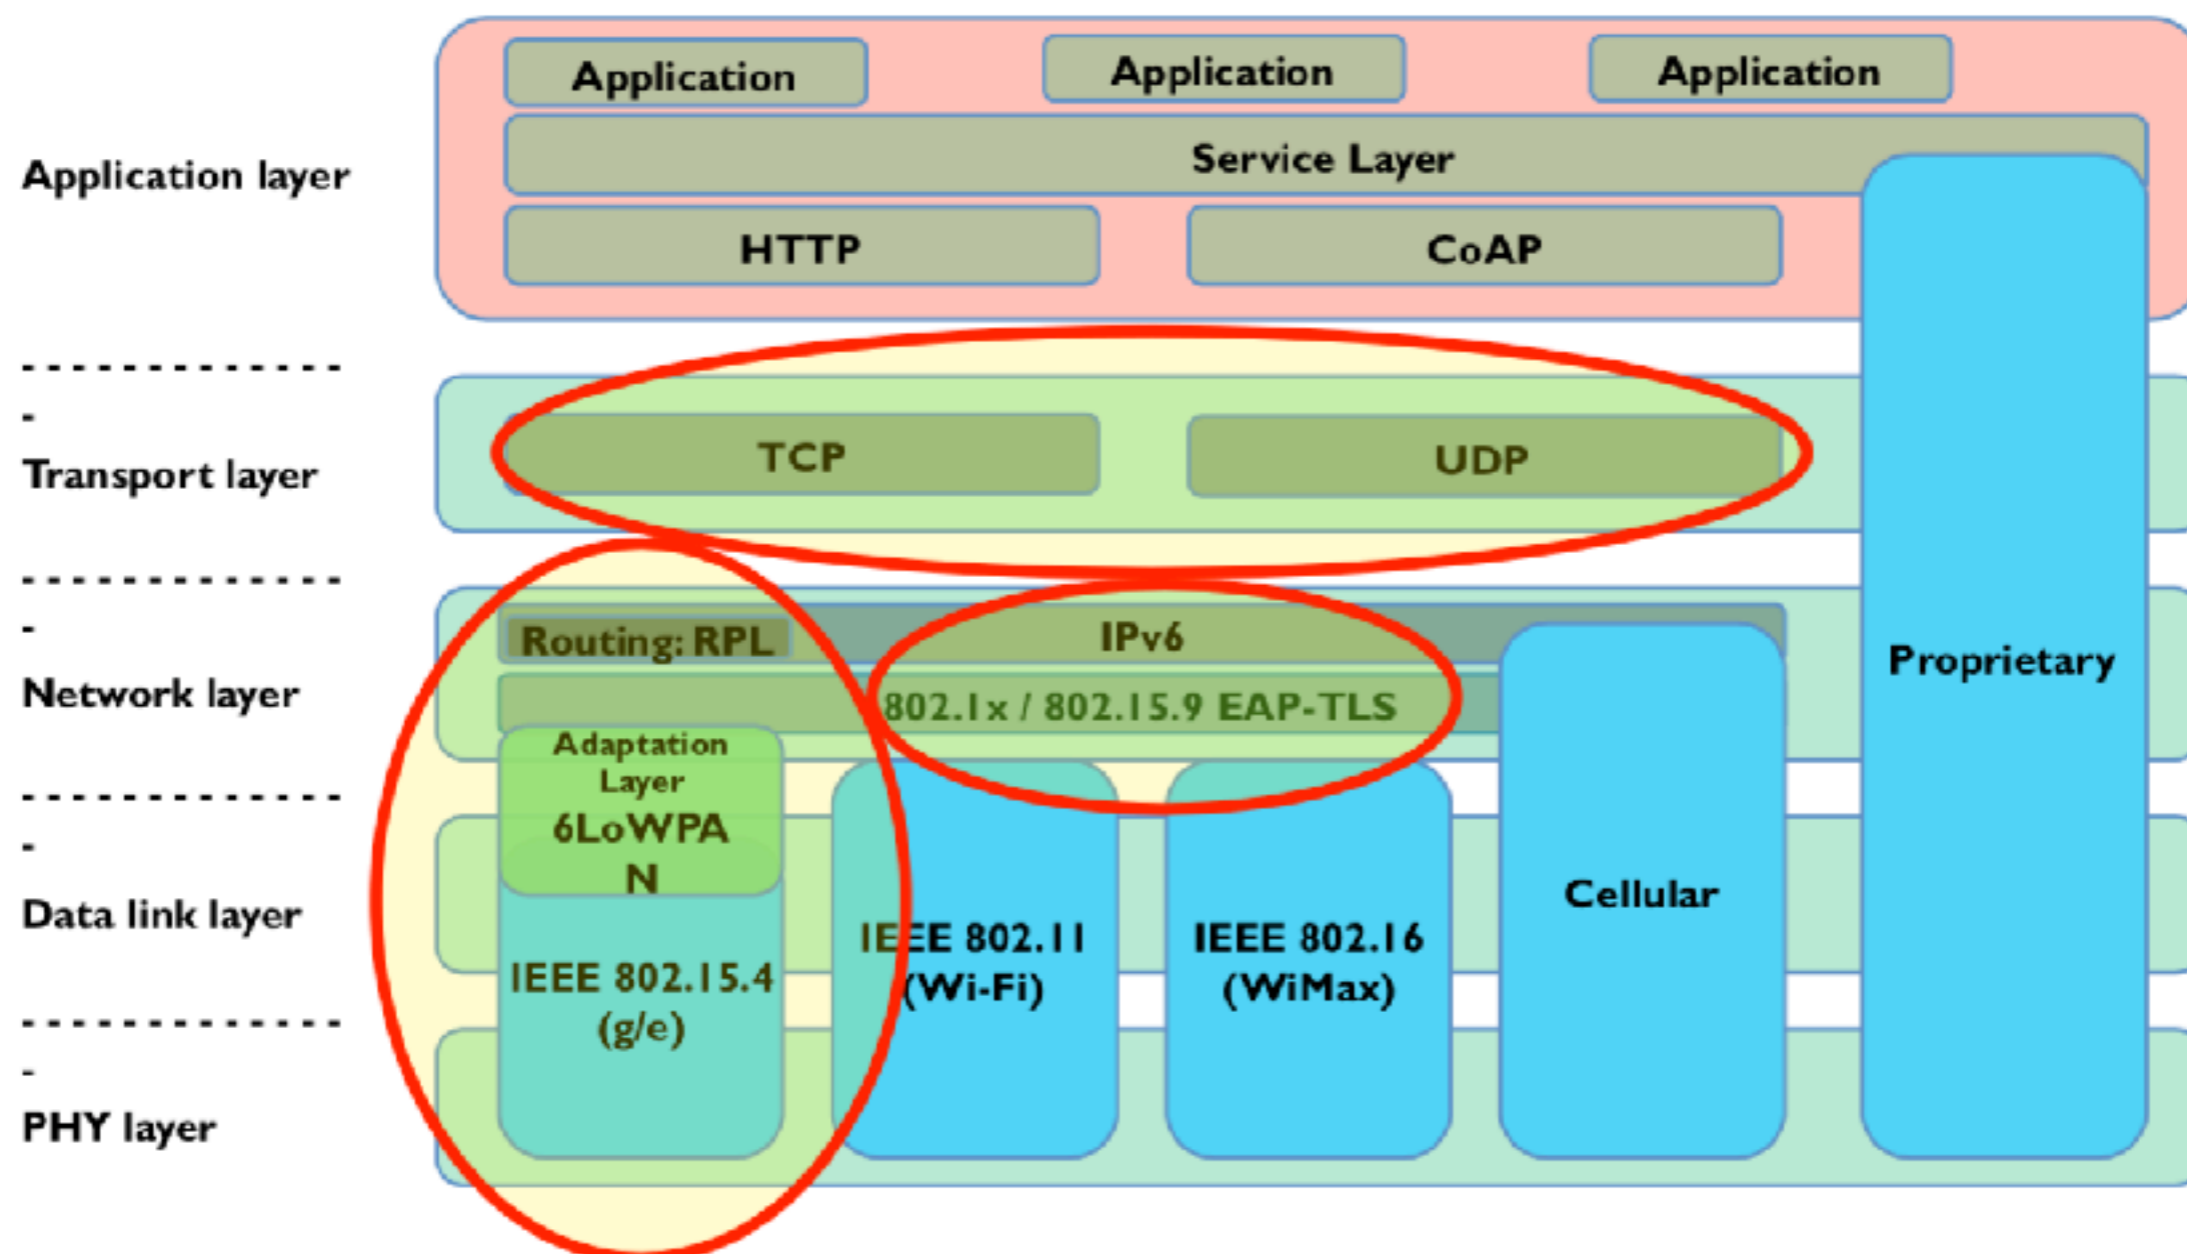 Application
Application
Application
Service Layer
Application layer
HTTP
CoAP
- - - - - - - - - - - - -
-
Transport layer
TCP
UDP
- - - - - - - - - - - - -
-
Network layer
Routing: RPL
IPv6
802.1x / 802.15.9 EAP-TLS
Proprietary
Adaptation
Layer
6LoWPA
N
- - - - - - - - - - - - -
-
Data link layer
IEEE 802.15.4
(g/e)
IEEE 802.11
(Wi-Fi)
IEEE 802.16
(WiMax)
Cellular
- - - - - - - - - - - - -
-
PHY layer